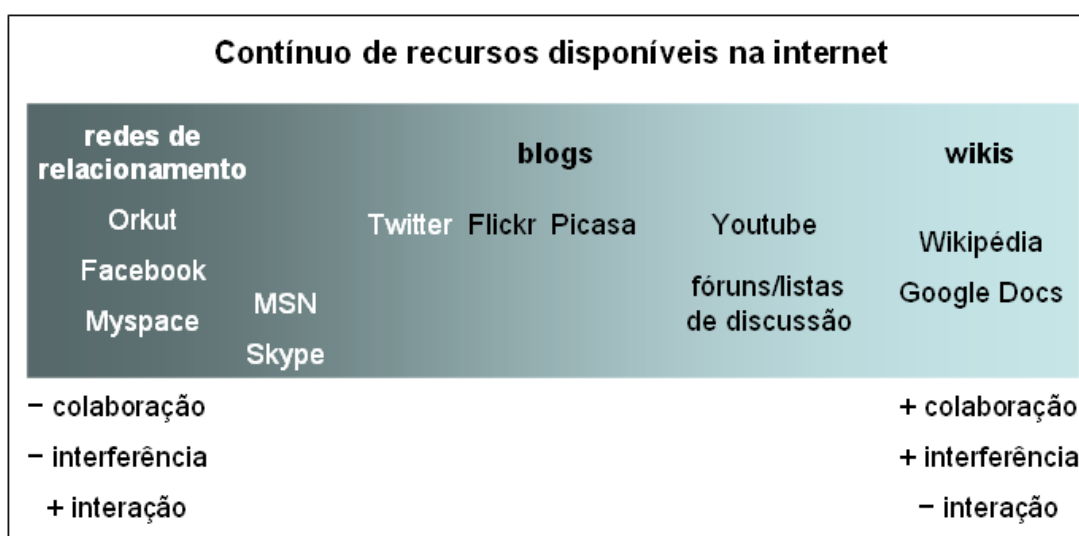 Contínuo de recursos disponíveis na internet
redes de
relacionamento
Orkut
Facebook
Myspace
MSN
Skype
blogs
Twitter Flickr Picasa
Youtube
fóruns/listas
de discussão
wikis
Wikipédia
Google Docs
− colaboração
− interferência
+ interação
+ colaboração
+ interferência
− interação